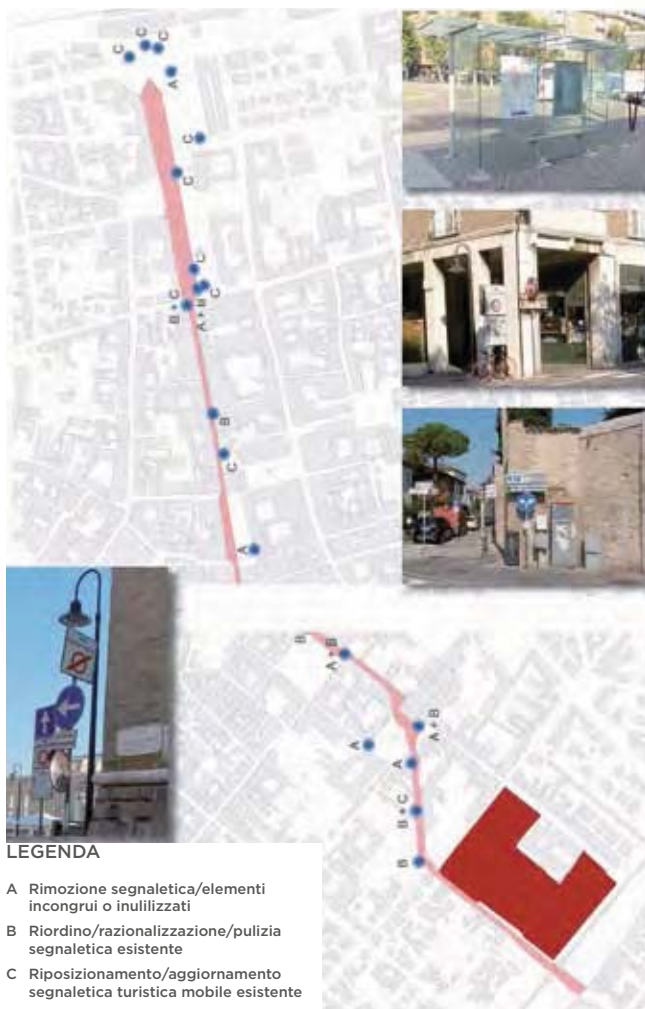 C
C
C
A
C
C
C
C
B + C
A + B
B
C
A
B
A + B
A + B
A
A
B + C
B
LEGENDA
A Rimozione segnaletica/elementi
incongrui o inulilizzati
B Riordino/razionalizzazione/pulizia
segnaletica esistente
C Riposizionamento/aggiornamento
segnaletica turistica mobile esistente